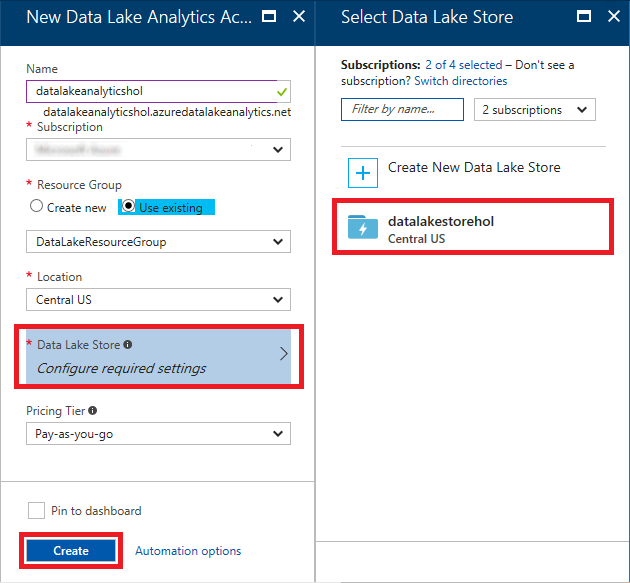 New Data Lake Analytics Ac...
Name
datalakeanalyticshol
datalakeanalyticshol.azuredatalakeanalytics.net
* Subscription
* Resource Group
Create new
Use existing
DataLakeResourceGroup
* Location
Central US
* Data Lake Store
Configure required settings
Pricing Tier
Pay-as-you-go
Pin to dashboard
Create
Automation options
Select Data Lake Store
Subscriptions: 2 of 4 selected – Don't see a
subscription? Switch directories
Filter by name...
2 subscriptions
Create New Data Lake Store
datalakestorehol
Central US